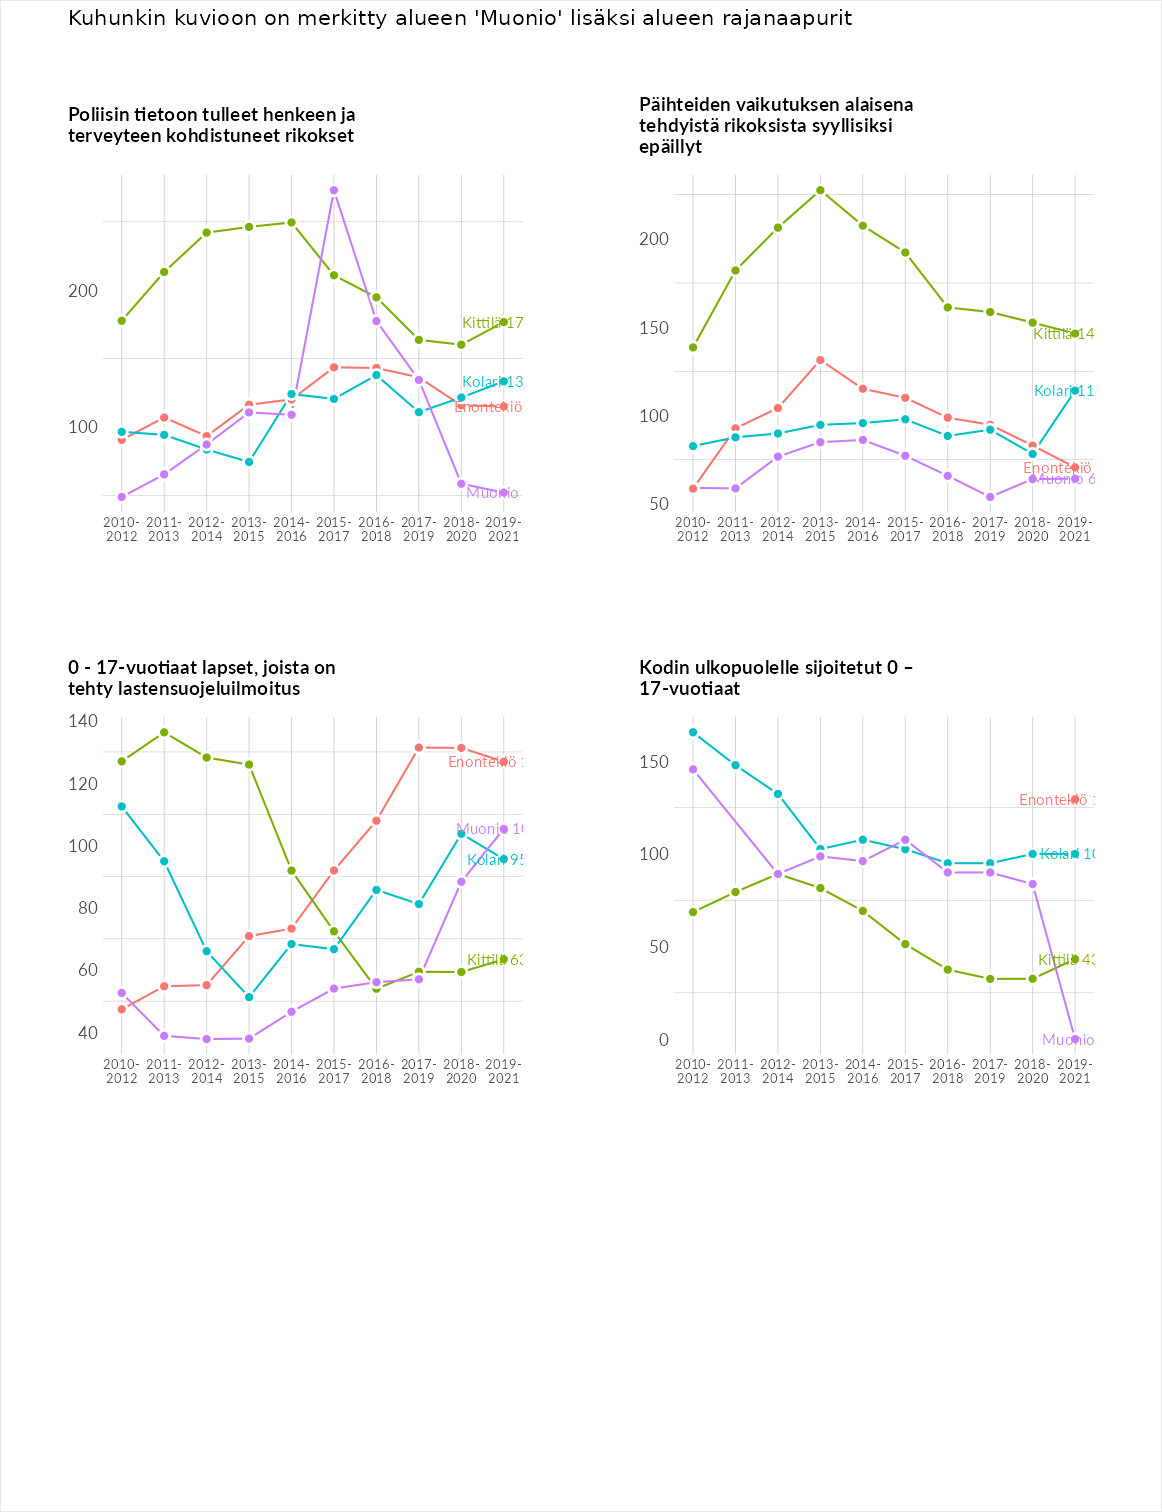 Kuhunkin kuvioon on merkitty alueen 'Muonio' lisäksi alueen rajanaapurit
Poliisin tietoon tulleet henkeen ja
terveyteen kohdistuneet rikokset
200
100
Kittilä 17
Kolari 13
Enontekiö
Muonio
2010- 2011- 2012- 2013- 2014- 2015- 2016- 2017- 2018- 2019-
2012 2013 2014 2015 2016 2017 2018 2019 2020 2021
Päihteiden vaikutuksen alaisena
tehdyistä rikoksista syyllisiksi
epäillyt
200
150
100
50
Kittilä 14
Kolari 11
Enontekiö
Muonio 6
2010- 2011- 2012- 2013- 2014- 2015- 2016- 2017- 2018- 2019-
2012 2013 2014 2015 2016 2017 2018 2019 2020 2021
0 - 17-vuotiaat lapset, joista on
tehty lastensuojeluilmoitus
140
120
100
80
60
40
Enontekiö 1
Muonio 10
Kolari 95
Kittilä 63
2010- 2011- 2012- 2013- 2014- 2015- 2016- 2017- 2018- 2019-
2012 2013 2014 2015 2016 2017 2018 2019 2020 2021
Kodin ulkopuolelle sijoitetut 0 –
17-vuotiaat
150
100
50
0
Enontekiö 1
Kolari 10
Kittilä 43
Muonio
2010- 2011- 2012- 2013- 2014- 2015- 2016- 2017- 2018- 2019-
2012 2013 2014 2015 2016 2017 2018 2019 2020 2021